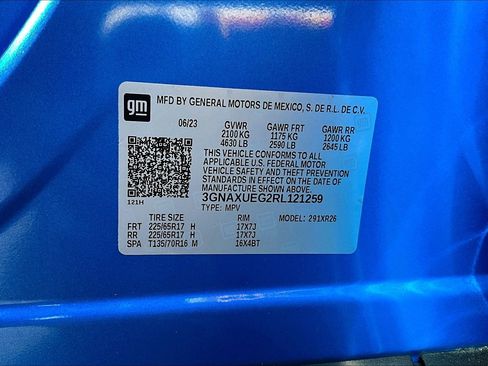 gm
MFD BY GENERAL MOTORS DE MEXICO, S. DE R.L. DE C.V.
06/23 GVWR GAWR FRT GAWR RR
2100 KG 1175 KG 1200 KG
4630 LB 2590 LB 2645 LB
THIS VEHICLE CONFORMS TO ALL
APPLICABLE U.S. FEDERAL MOTOR
VEHICLE SAFETY AND THEFT PREVENTION
STANDARDS IN EFFECT ON THE DATE OF
MANUFACTURE SHOWN ABOVE.
121H
3GNAXUEG2RL121259
TYPE: MPV MODEL: 291XR26
TIRE SIZE RIM
FRT 225/65R17 H 17X7J
RR 225/65R17 H 17X7J
SPA T135/70R16 M 16X4BT